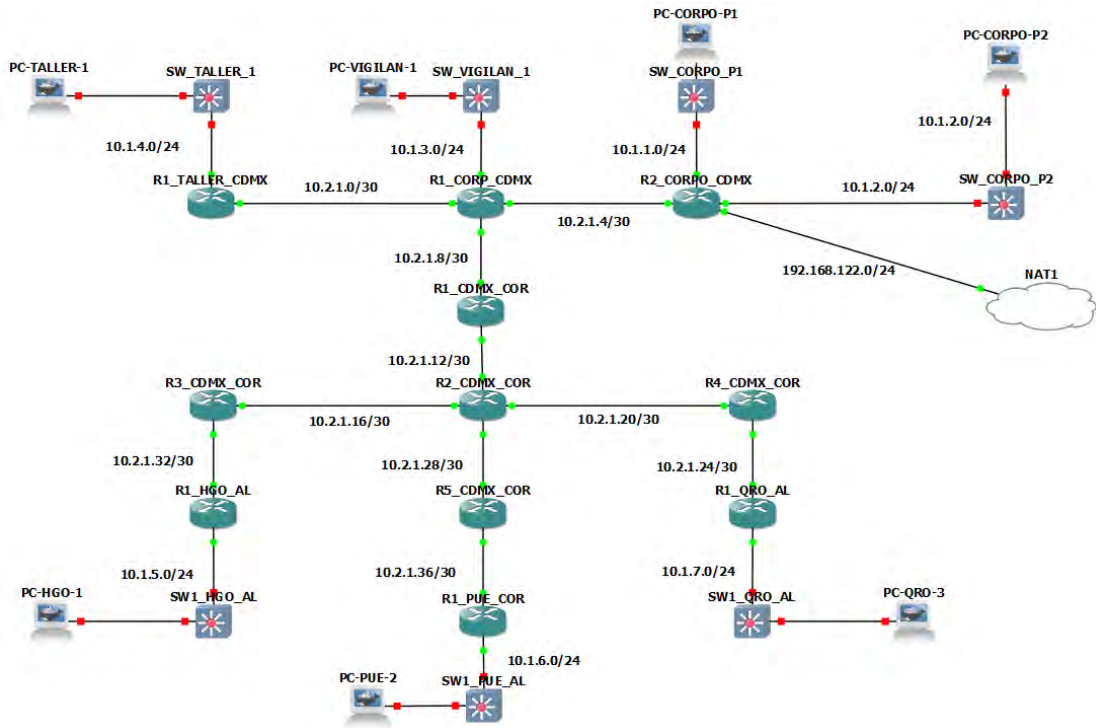 PC-CORPO-P1
PC-CORPO-P2
PC-TALLER-1
SW_TALLER_1
PC-VIGILAN-1
SW_VIGILAN_1
SW_CORPO_P1
10.1.4.0/24
10.1.3.0/24
10.1.1.0/24
10.1.2.0/24
R1_TALLER_CDMX
10.2.1.0/30
R1_CORP_CDMX
10.2.1.4/30
R2_CORPO_CDMX
10.1.2.0/24
SW_CORPO_P2
10.2.1.8/30
192.168.122.0/24
NAT1
R1_CDMX_COR
10.2.1.12/30
R3_CDMX_COR
R2_CDMX_COR
R4_CDMX_COR
10.2.1.16/30
10.2.1.20/30
10.2.1.32/30
10.2.1.28/30
10.2.1.24/30
R1_HGO_AL
R5_CDMX_COR
R1_QRO_AL
10.1.5.0/24
10.2.1.36/30
10.1.7.0/24
PC-HGO-1
SW1_HGO_AL
R1_PUE_COR
SW1_QRO_AL
PC-QRO-3
10.1.6.0/24
PC-PUE-2
SW1_PUE_AL